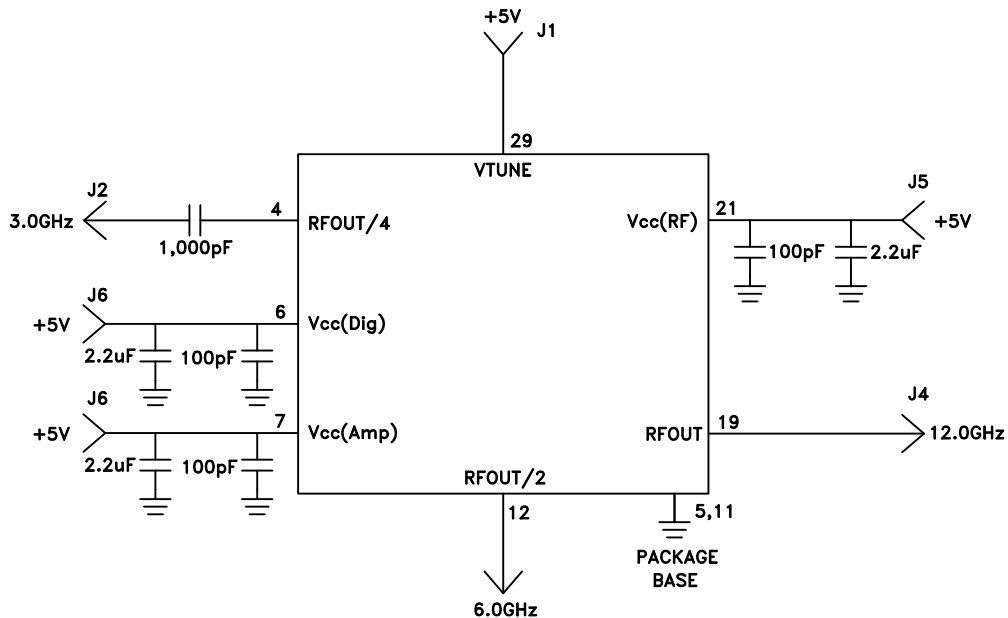 +5V
J1
29
VTUNE
J2
3.0GHz
1,000pF
4
RFOUT/4
Vcc(RF)
21
J5
+5V
100pF
2.2uF
J6
+5V
6
Vcc(Dig)
2.2uF
100pF
J6
+5V
7
Vcc(Amp)
2.2uF
100pF
RFOUT
19
J4
12.0GHz
RFOUT/2
12
6.0GHz
5,11
PACKAGE
BASE